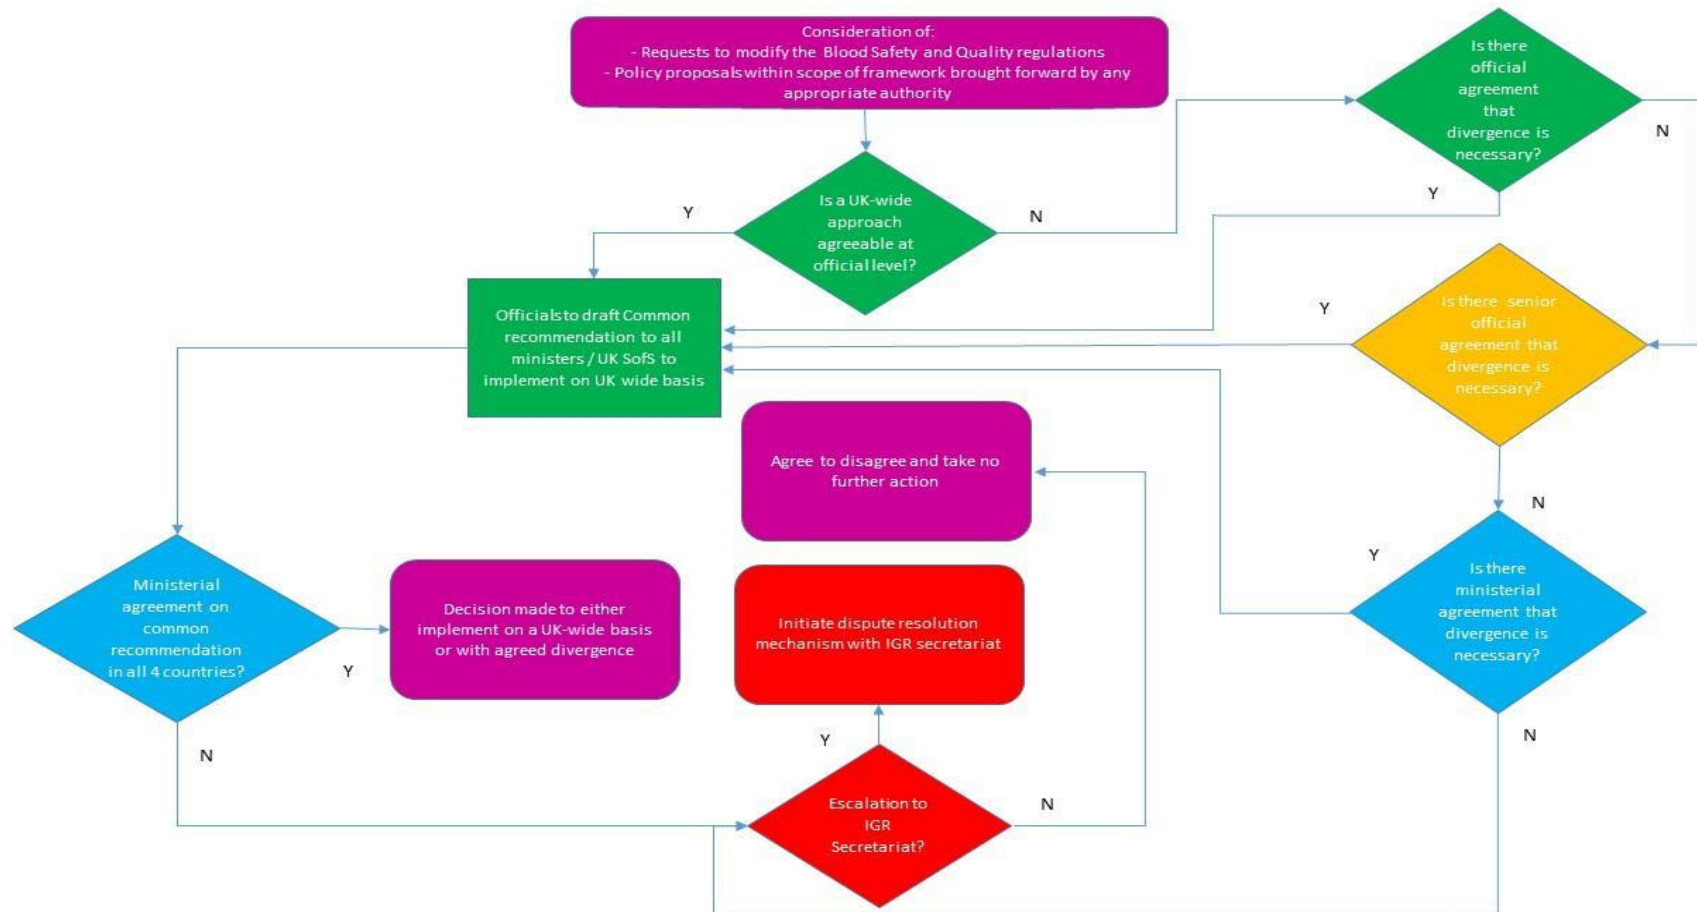 Consideration of:
- Requests to modify the Blood Safety and Quality regulations
- Policy proposals within scope of framework brought forward by any
appropriate authority
Is there
official
agreement
that
divergence is
necessary?
N
Y
Is a UK-wide
approach
agreeable at
official level?
Y
N
Officials to draft Common
recommendation to all
ministers / UK SofS to
implement on UK wide basis
Is there senior
official
agreement that
divergence is
necessary?
Y
N
Agree to disagree and take no
further action
Is there
ministerial
agreement that
divergence is
necessary?
Y
N
Ministerial
agreement on
common
recommendation
in all 4 countries?
Y
N
Decision made to either
implement on a UK-wide basis
or with agreed divergence
Initiate dispute resolution
mechanism with IGR secretariat
Y
Escalation to
IGR
Secretariat?
N